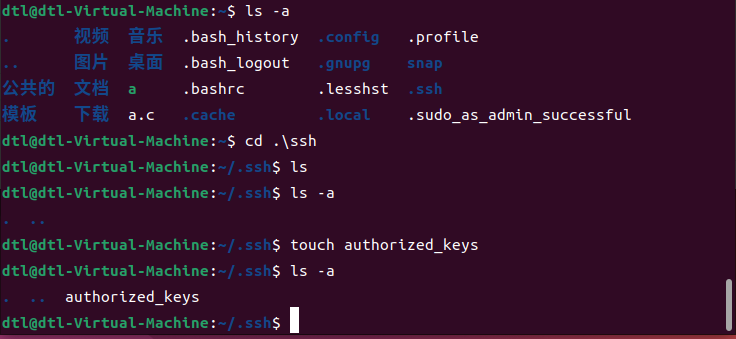 dtl@dtl-Virtual-Machine:~$ ls -a
. 视频 音乐 .bash_history .config .profile
.. 图片 桌面 .bash_logout .gnupg snap
公共的 文档 a .bashrc .lesshst .ssh
模板 下载 a.c .cache .local .sudo_as_admin_successful
dtl@dtl-Virtual-Machine:~$ cd .\ssh
dtl@dtl-Virtual-Machine:~/.ssh$ ls
dtl@dtl-Virtual-Machine:~/.ssh$ ls -a
. ..
dtl@dtl-Virtual-Machine:~/.ssh$ touch authorized_keys
dtl@dtl-Virtual-Machine:~/.ssh$ ls -a
. .. authorized_keys
dtl@dtl-Virtual-Machine:~/.ssh$